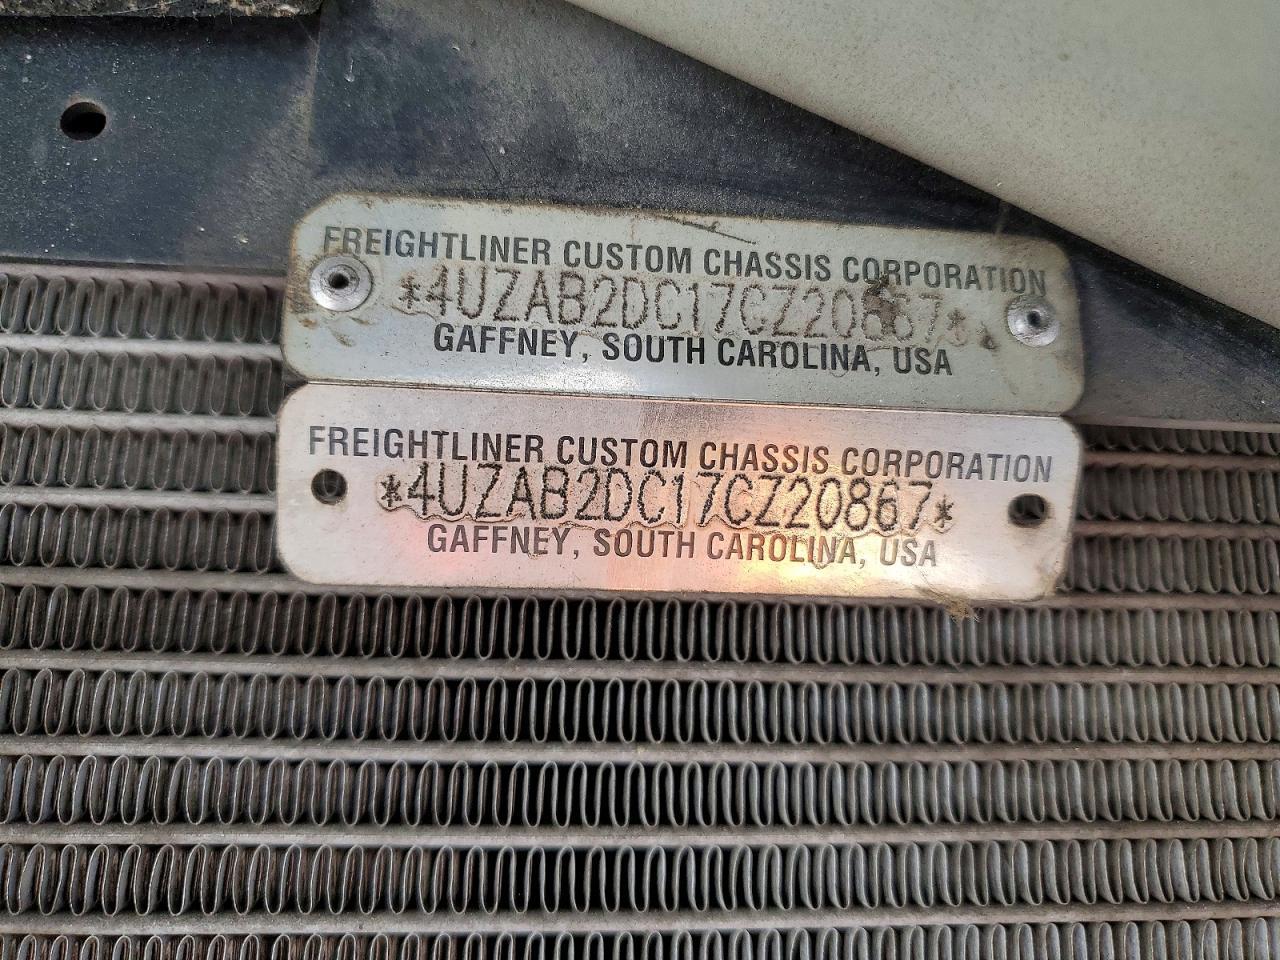 FREIGHTLINER CUSTOM CHASSIS CORPORATION
*4UZAB2DC17CZ20867*
GAFFNEY, SOUTH CAROLINA, USA
FREIGHTLINER CUSTOM CHASSIS CORPORATION
*4UZAB2DC17CZ20867*
GAFFNEY, SOUTH CAROLINA, USA